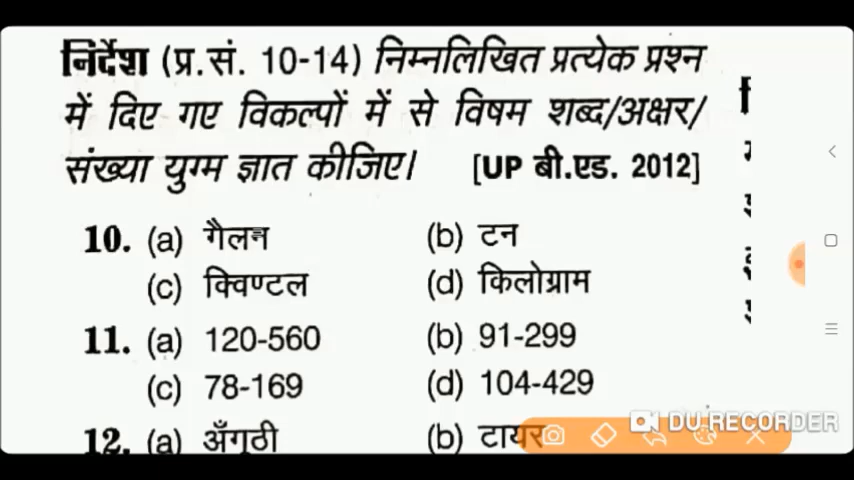 निर्देश (प्र.सं. 10-14) निम्नलिखित प्रत्येक प्रश्न
में दिए गए विकल्पों में से विषम शब्द/अक्षर/
संख्या युग्म ज्ञात कीजिए। [UP बी.एड. 2012]
10. (a) गैलन (b) टन
(c) क्विण्टल (d) किलोग्राम
11. (a) 120-560 (b) 91-299
(c) 78-169 (d) 104-429
DU RECORDER
12. (a) अँगूठी (b) टायर